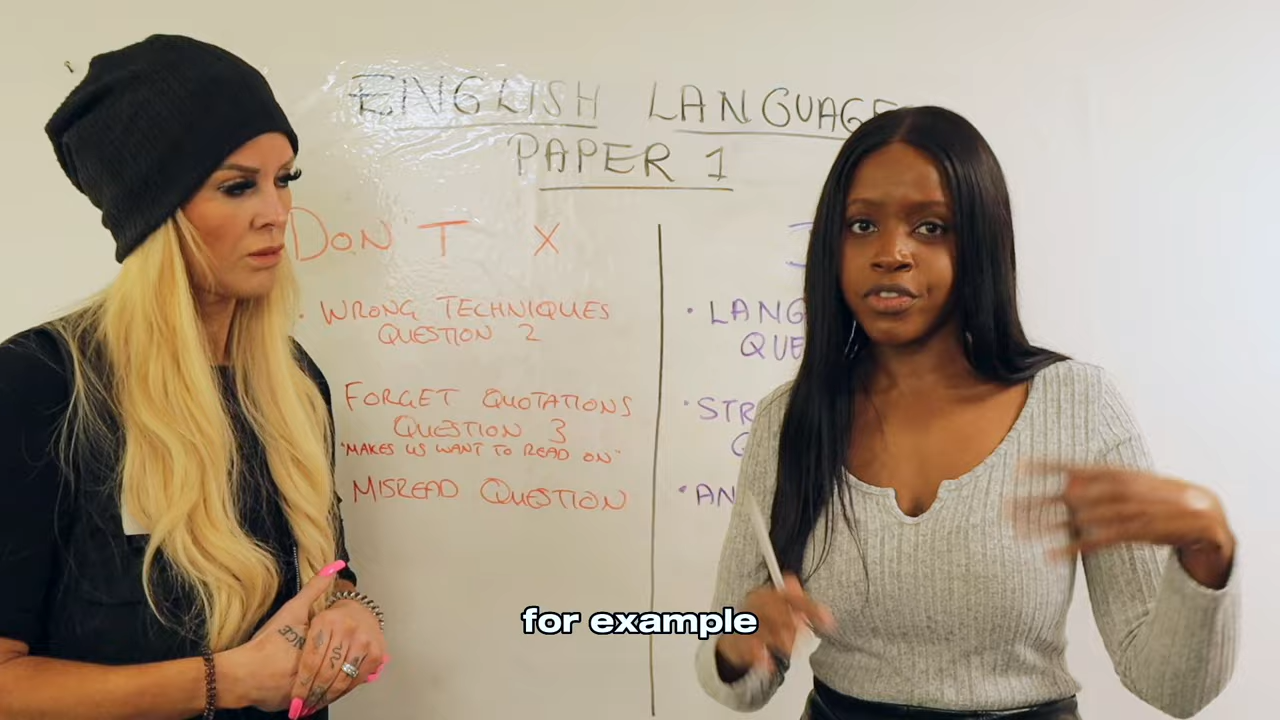 ENGLISH LANGUAGE
PAPER 1
DON T X
• WRONG TECHNIQUES
QUESTION 2
FORGET QUOTATIONS
QUESTION 3
"MAKES US WANT TO READ ON"
MISREAD QUESTION
• LANG
QUE
• STR
• AN
for example